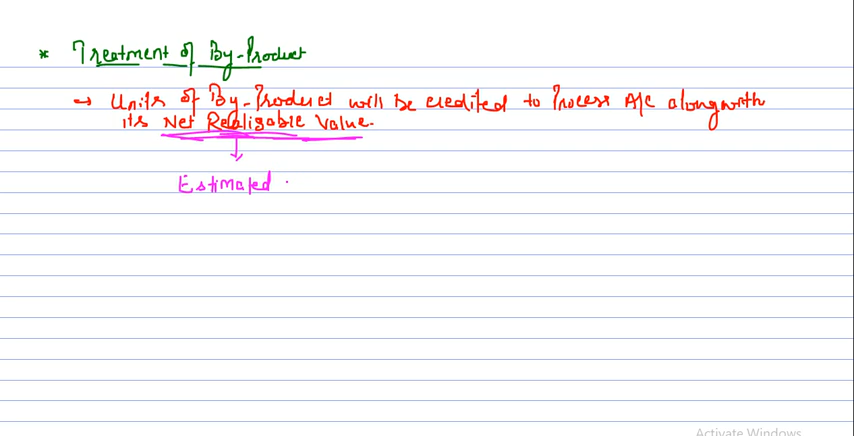 * Treatment of By-Product
→ Units of By-Product will be credited to Process A/c alongwith
its Net Realisable Value.
Estimated
Activate Windows